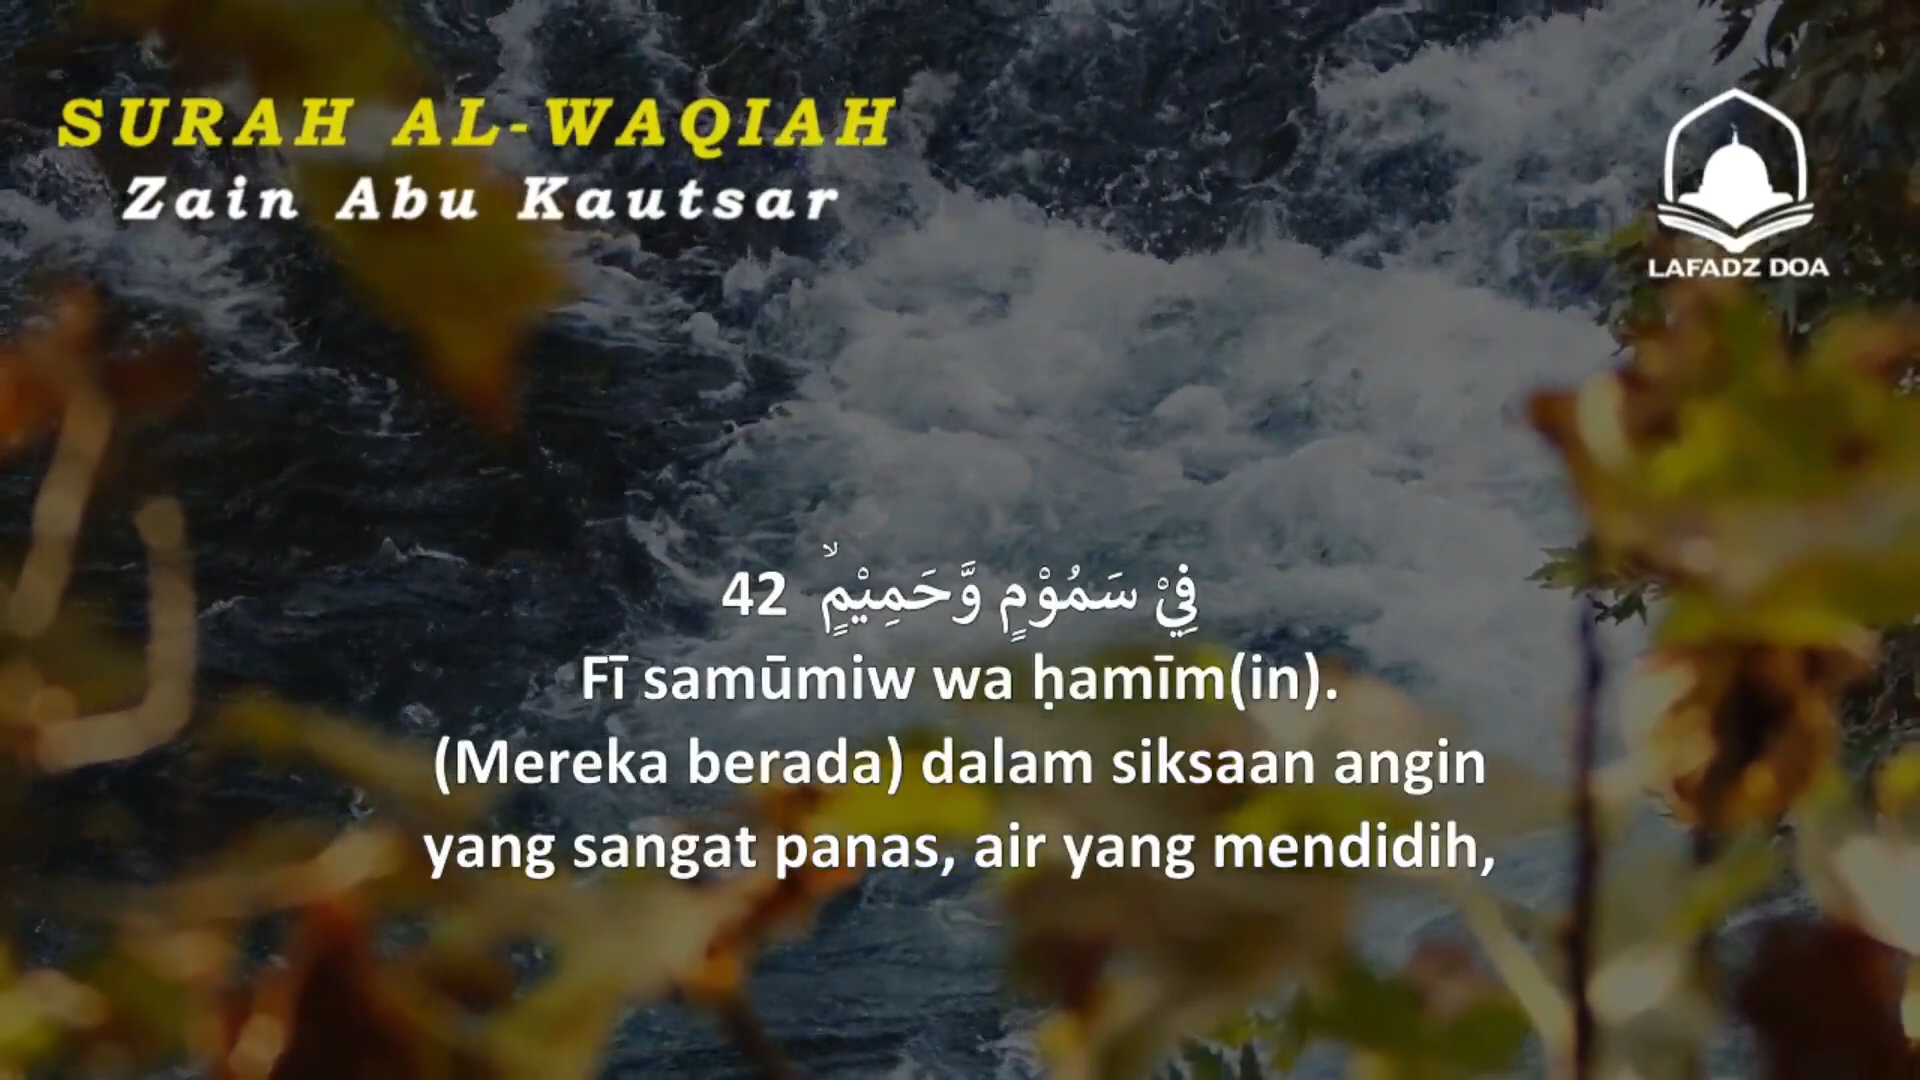 SURAH AL-WAQIAH
Zain Abu Kautsar
LAFADZ DOA
فِيْ سَمُوْمٍ وَّحَمِيْمٍۙ 42
Fī samūmiw wa ḥamīm(in).
(Mereka berada) dalam siksaan angin
yang sangat panas, air yang mendidih,